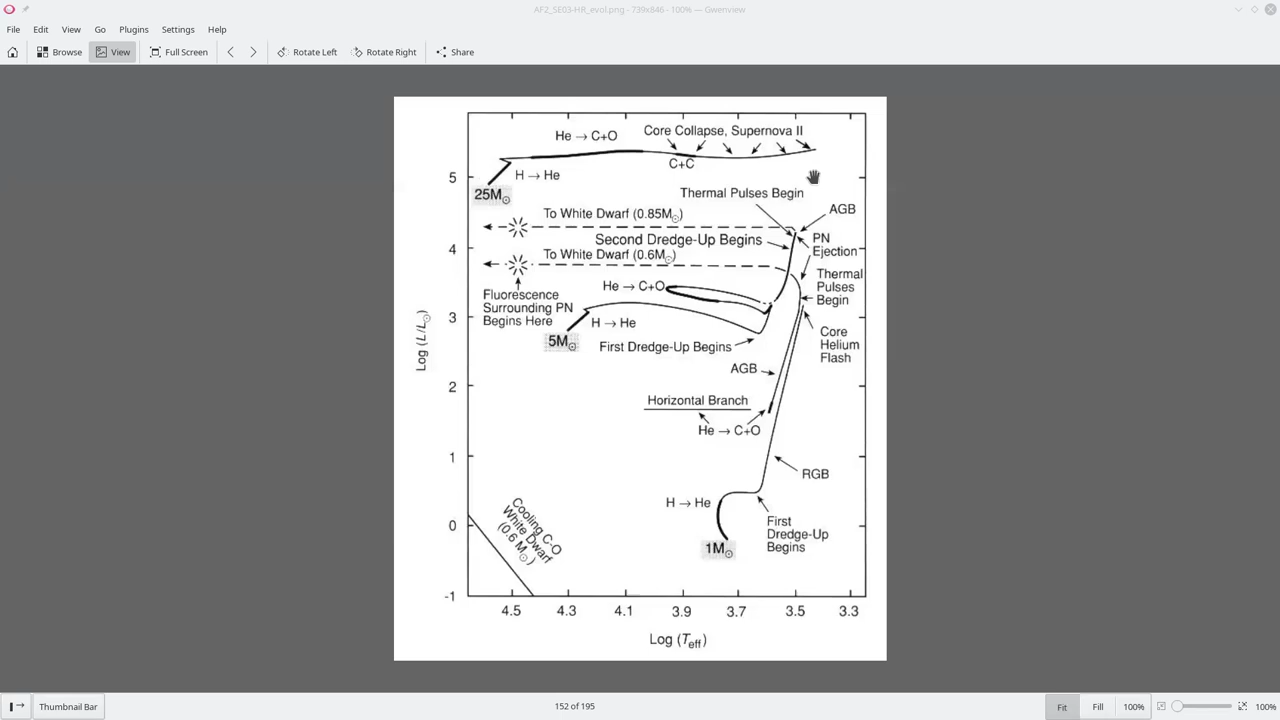 AF2_SE03-HR_evol.png - 739x846 - 100% — Gwenview
File Edit View Go Plugins Settings Help
Browse View Full Screen Rotate Left Rotate Right Share
He → C+O
Core Collapse, Supernova II
C+C
H → He
5
25M☉
Thermal Pulses Begin
AGB
To White Dwarf (0.85M☉)
PN
Ejection
4
Second Dredge-Up Begins
To White Dwarf (0.6M☉)
Thermal
Pulses
Begin
He → C+O
Fluorescence
Surrounding PN
Begins Here
3
H → He
5M☉
First Dredge-Up Begins
Core
Helium
Flash
Log (L/L☉)
AGB
2
Horizontal Branch
He → C+O
1
RGB
H → He
First
Dredge-Up
Begins
1M☉
0
Cooling C-O
White Dwarf
(0.6 M☉)
-1
4.5 4.3 4.1 3.9 3.7 3.5 3.3
Log (Teff)
Thumbnail Bar
152 of 195
Fit Fill 100% 100%